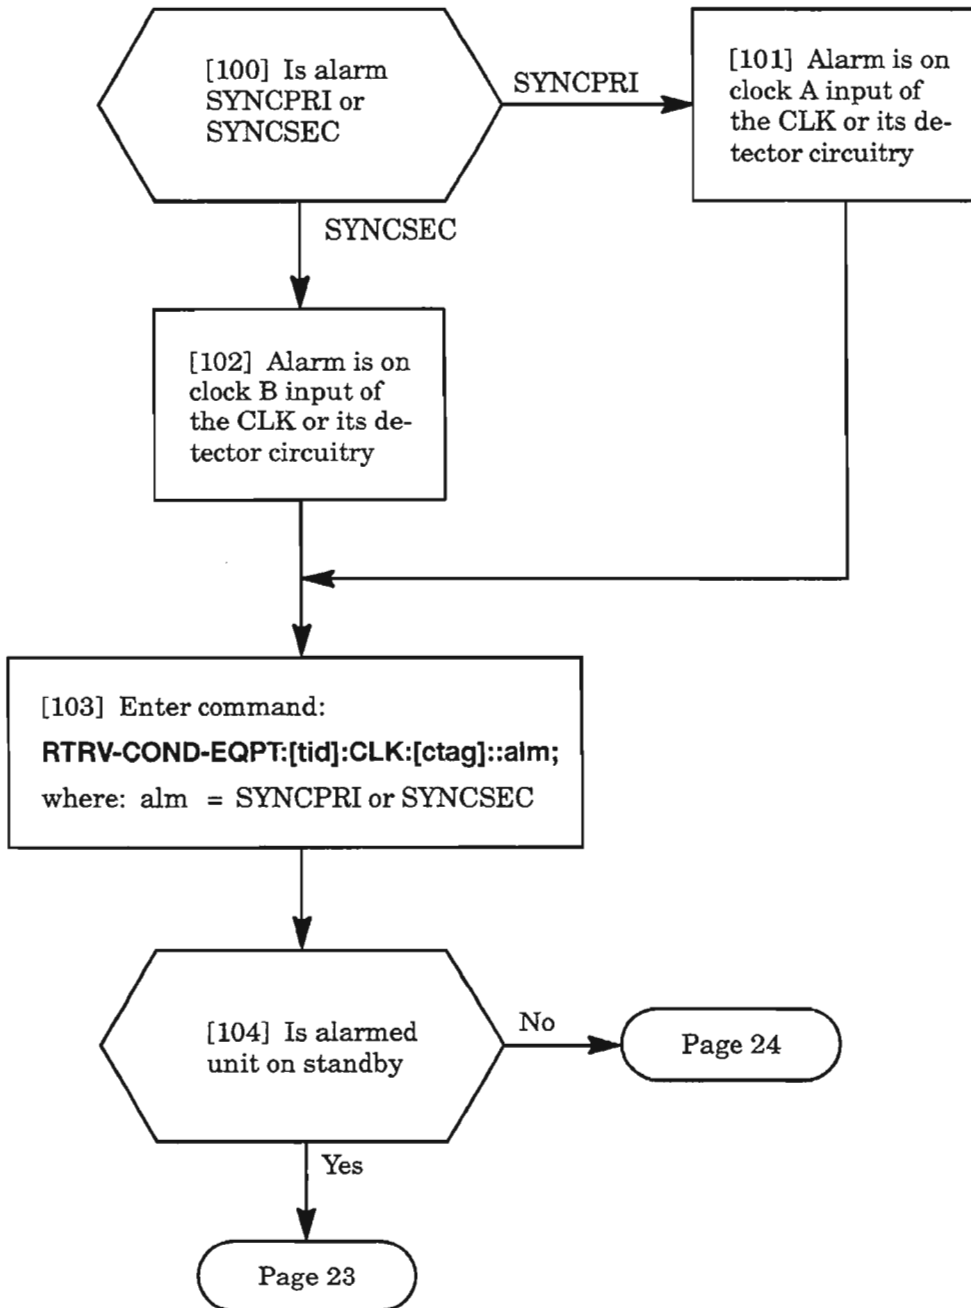 [100] Is alarm
SYNCPRI or
SYNCSEC
SYNCPRI
[101] Alarm is on
clock A input of
the CLK or its de-
tector circuitry
SYNCSEC
[102] Alarm is on
clock B input of
the CLK or its de-
tector circuitry
[103] Enter command:
RTRV-COND-EQPT:[tid]:CLK:[ctag]::alm;
where: alm = SYNCPRI or SYNCSEC
[104] Is alarmed
unit on standby
No
Page 24
Yes
Page 23